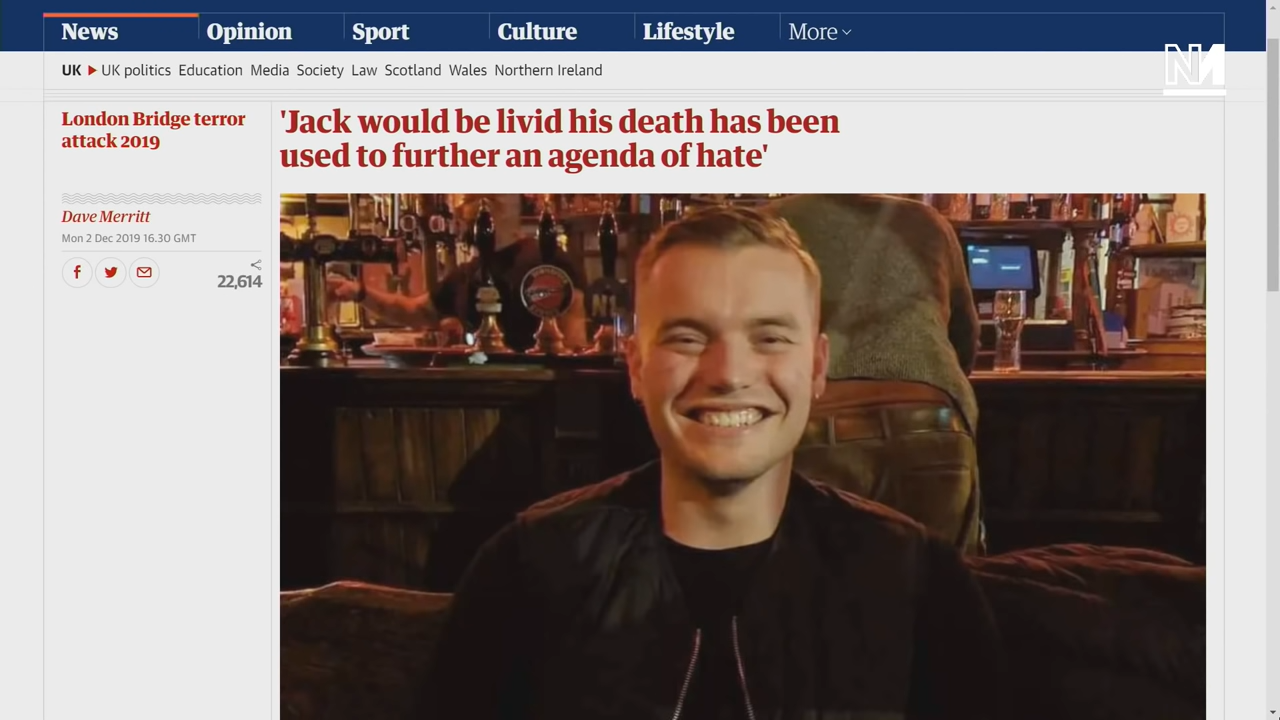 News Opinion Sport Culture Lifestyle More
NM
UK UK politics Education Media Society Law Scotland Wales Northern Ireland
London Bridge terror
attack 2019
'Jack would be livid his death has been
used to further an agenda of hate'
Dave Merritt
Mon 2 Dec 2019 16.30 GMT
22,614